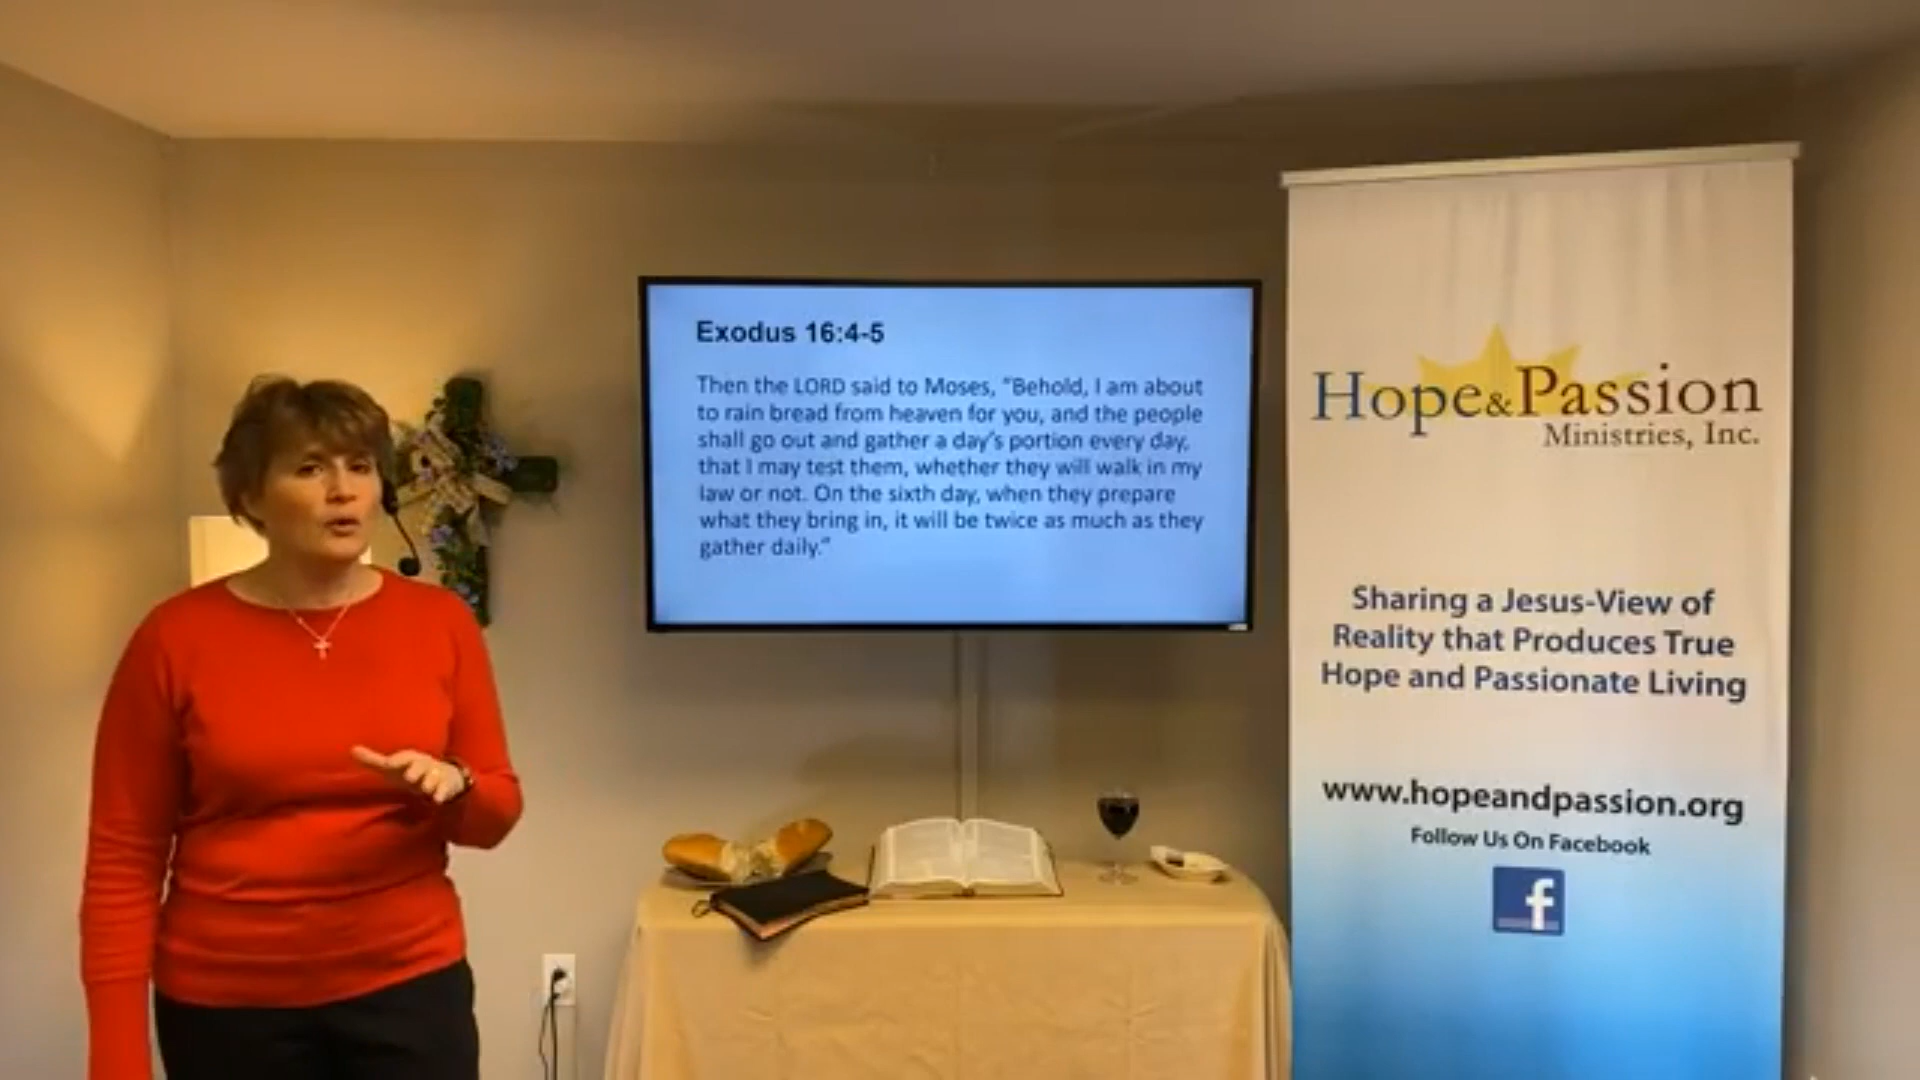 Exodus 16:4-5
Then the LORD said to Moses, “Behold, I am about
to rain bread from heaven for you, and the people
shall go out and gather a day’s portion every day,
that I may test them, whether they will walk in my
law or not. On the sixth day, when they prepare
what they bring in, it will be twice as much as they
gather daily.”
Hope&Passion
Ministries, Inc.
Sharing a Jesus-View of
Reality that Produces True
Hope and Passionate Living
www.hopeandpassion.org
Follow Us On Facebook
f